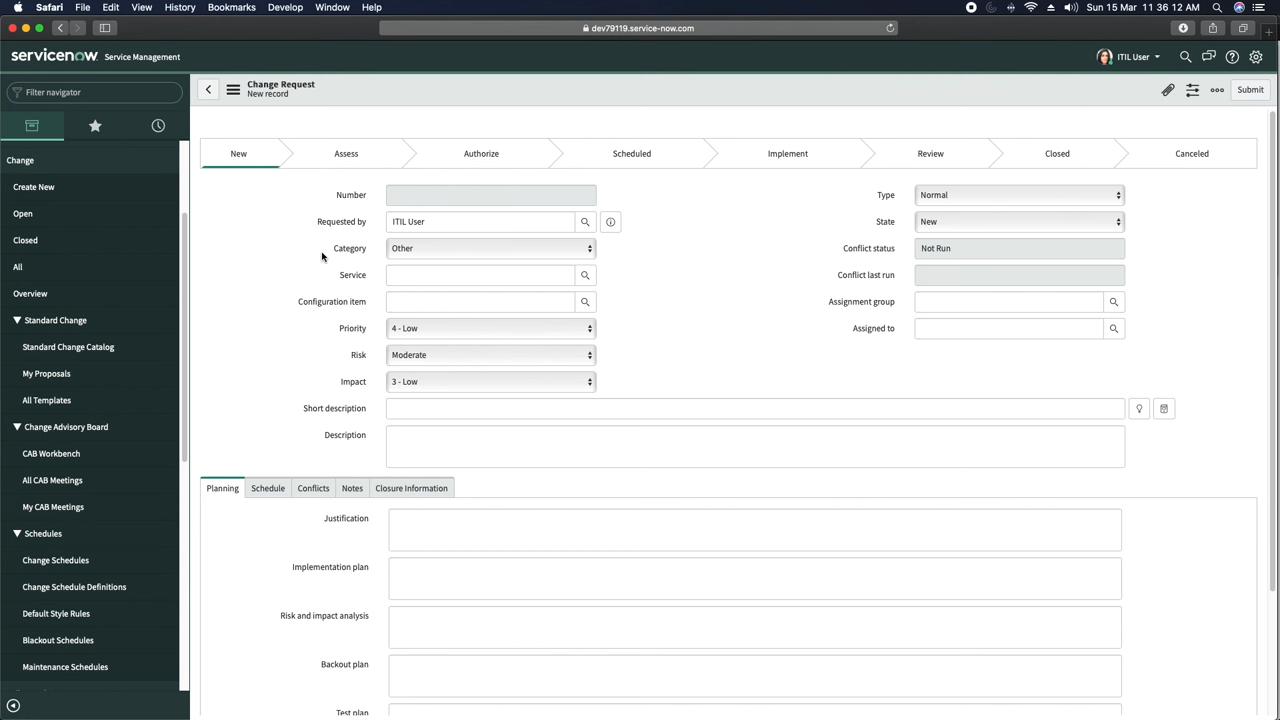 Safari File Edit View History Bookmarks Develop Window Help Sun 15 Mar 11 36 12 AM
dev79119.service-now.com
servicenow Service Management ITIL User
Filter navigator
Change Request
New record
Submit
Change
Create New
Open
Closed
All
Overview
Standard Change
Standard Change Catalog
My Proposals
All Templates
Change Advisory Board
CAB Workbench
All CAB Meetings
My CAB Meetings
Schedules
Change Schedules
Change Schedule Definitions
Default Style Rules
Blackout Schedules
Maintenance Schedules
New Assess Authorize Scheduled Implement Review Closed Canceled
Number
Requested by ITIL User
Category Other
Service
Configuration item
Priority 4 - Low
Risk Moderate
Impact 3 - Low
Type Normal
State New
Conflict status Not Run
Conflict last run
Assignment group
Assigned to
Short description
Description
Planning Schedule Conflicts Notes Closure Information
Justification
Implementation plan
Risk and impact analysis
Backout plan
Test plan